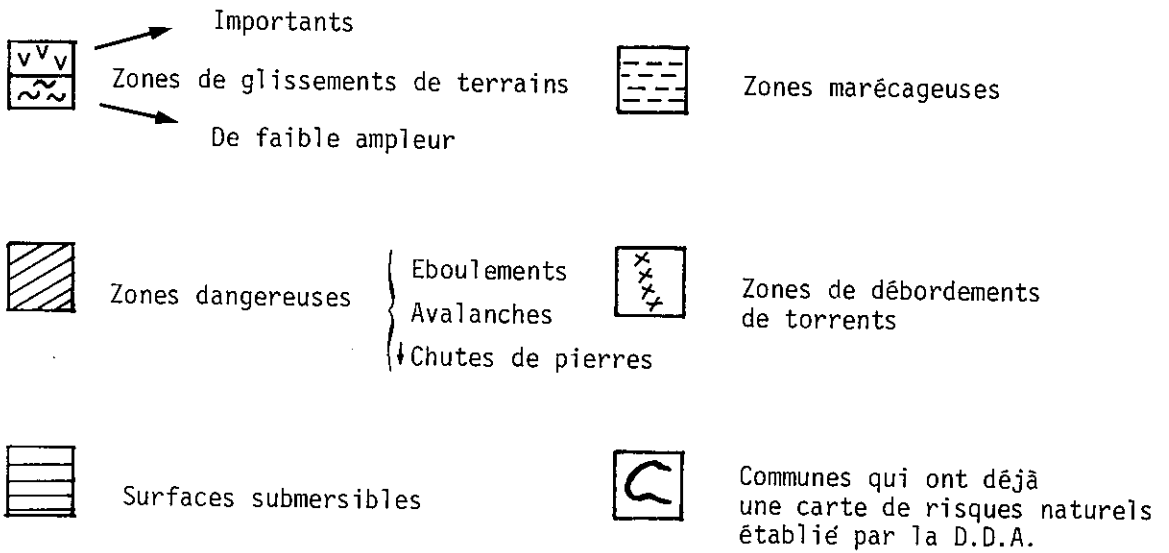 Importants
Zones de glissements de terrains
De faible ampleur
Zones marécageuses
Zones dangereuses
Eboulements
Avalanches
Chutes de pierres
Zones de débordements
de torrents
Surfaces submersibles
Communes qui ont déjà
une carte de risques naturels
établié par la D.D.A.